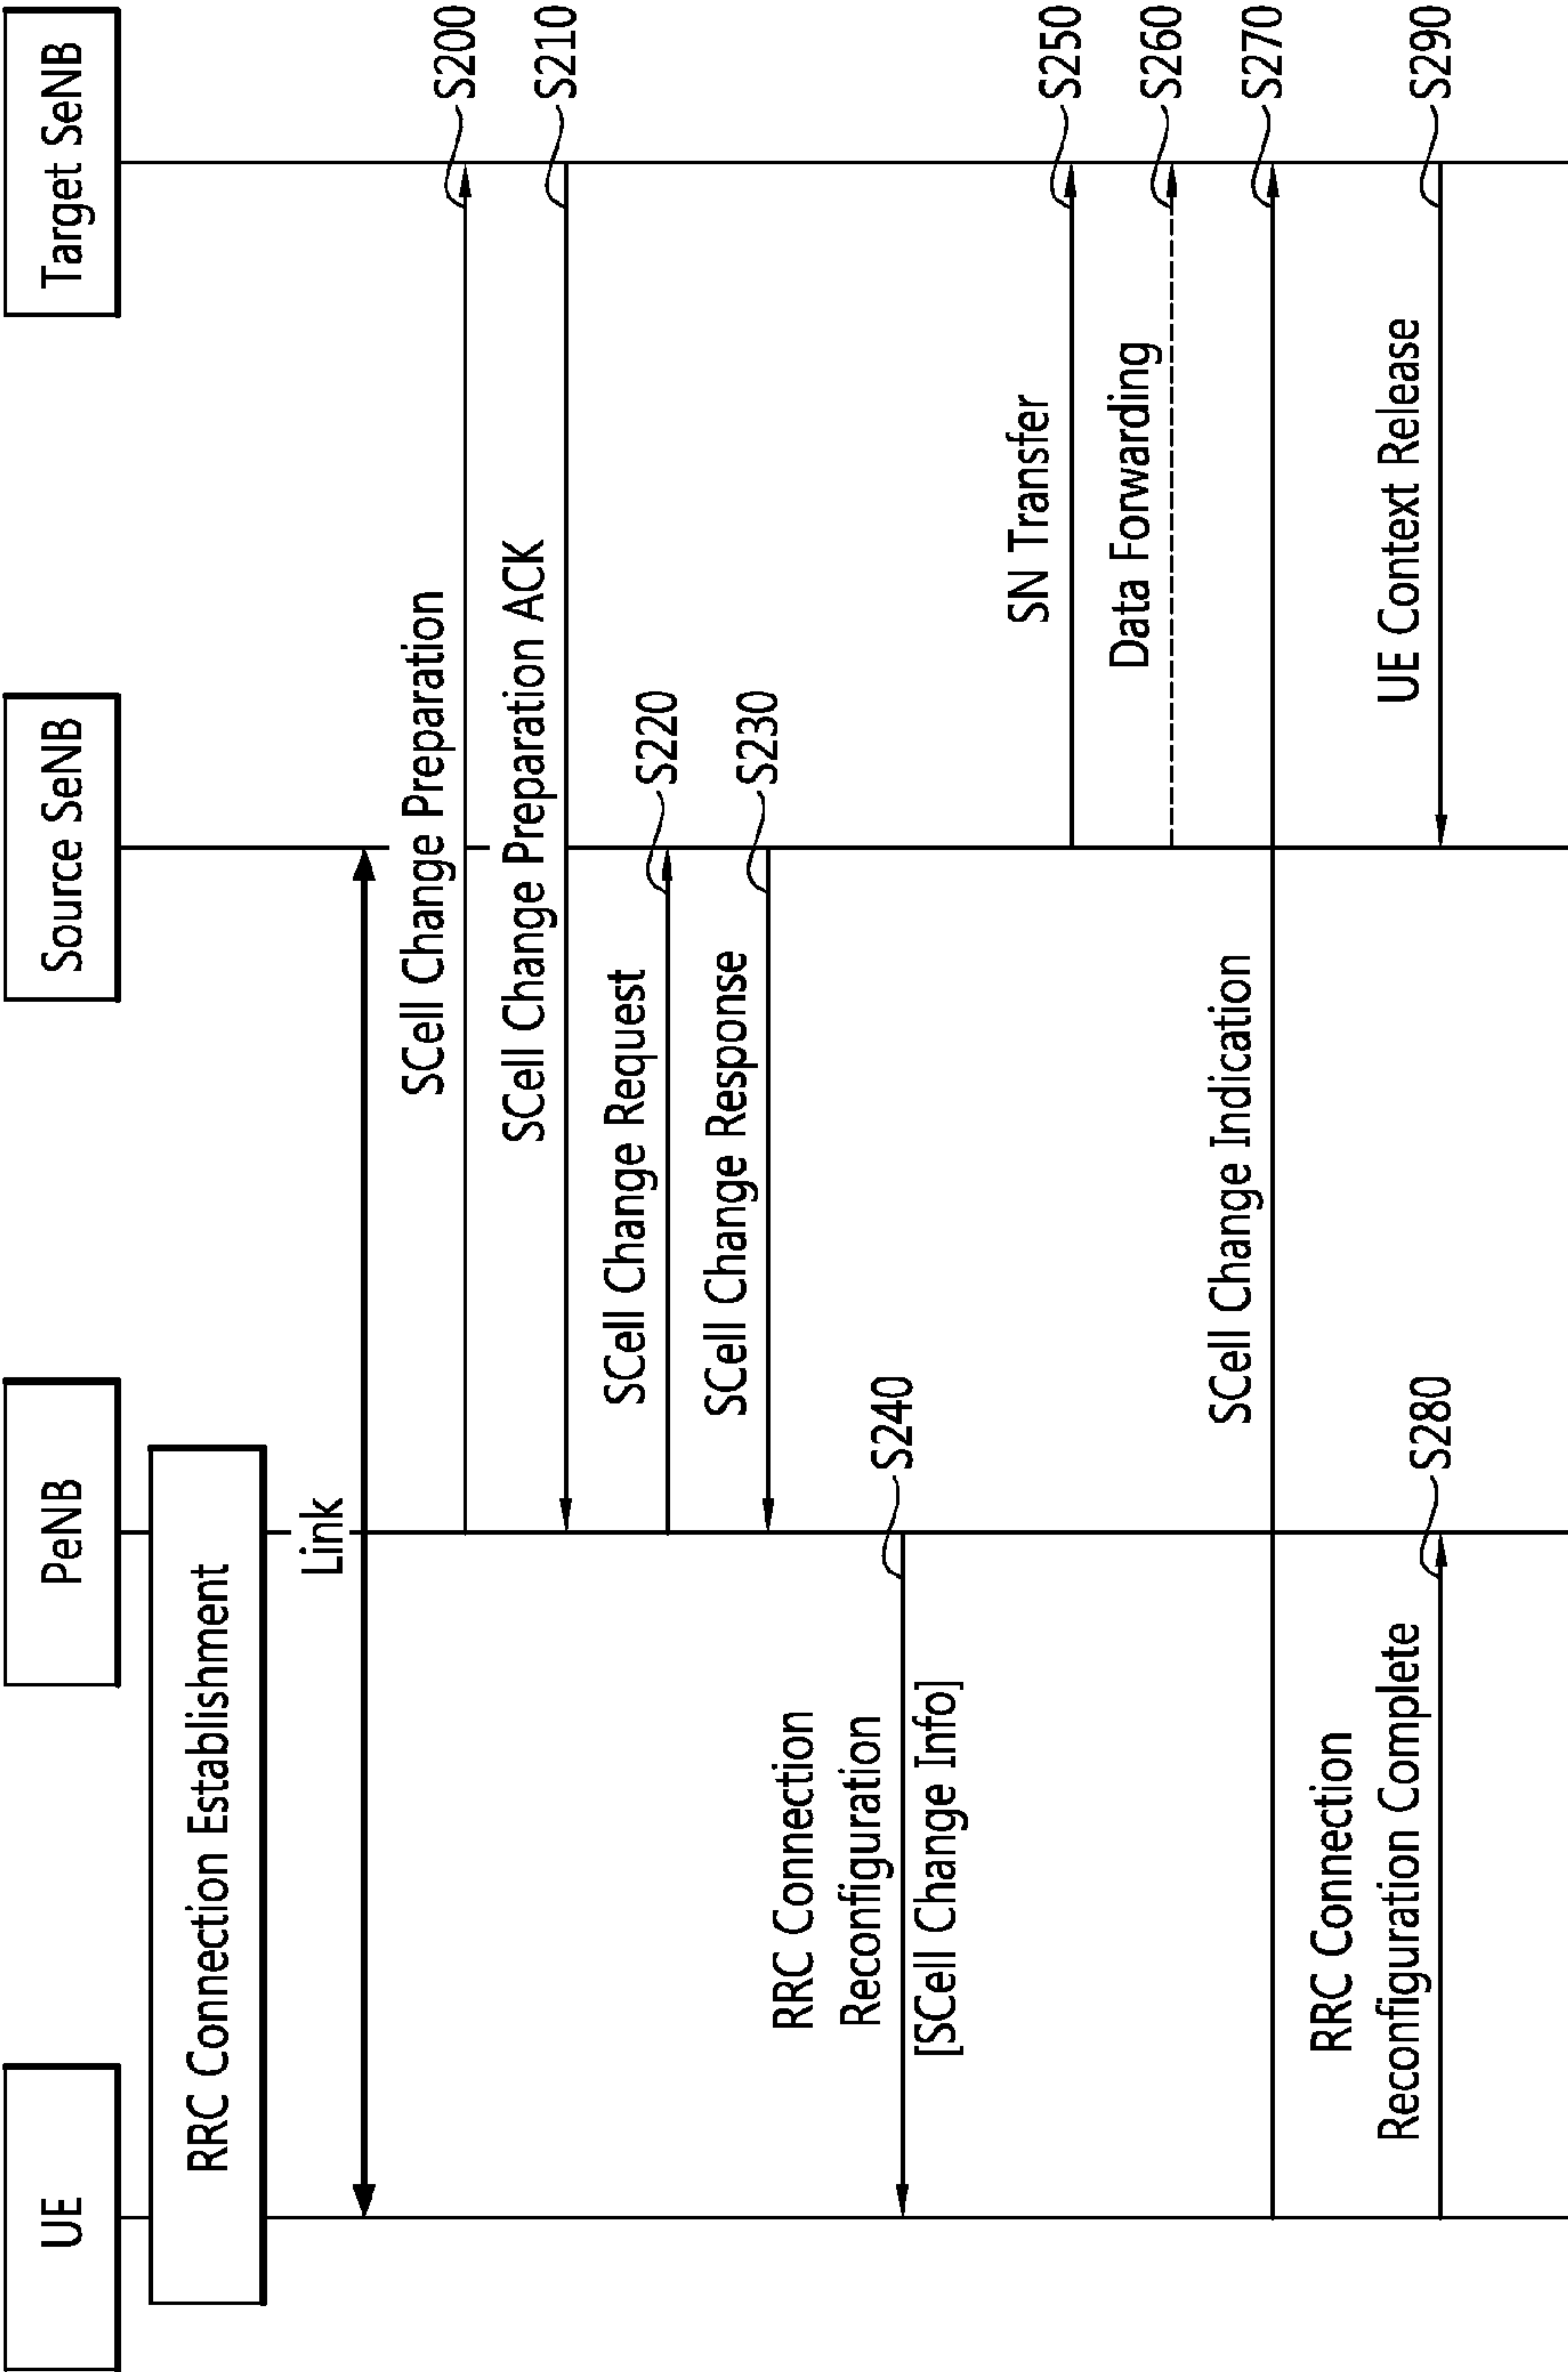 UE
PeNB
Source SeNB
Target SeNB
RRC Connection Establishment
Link
SCell Change Preparation
S200
SCell Change Preparation ACK
S210
SCell Change Request
S220
SCell Change Response
S230
RRC Connection
Reconfiguration
[SCell Change Info]
S240
SN Transfer
S250
Data Forwarding
S260
SCell Change Indication
S270
RRC Connection
Reconfiguration Complete
S280
UE Context Release
S290